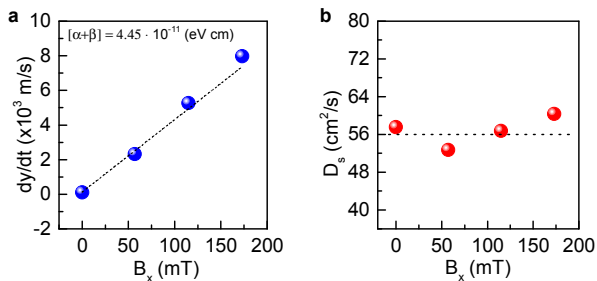 a
[α+β] = 4.45 · 10⁻¹¹ (eV cm)
10
8
6
4
2
0
-2
dy/dt (x10³ m/s)
0 50 100 150 200
Bₓ (mT)
b
80
72
64
56
48
40
Dₛ (cm²/s)
0 50 100 150 200
Bₓ (mT)